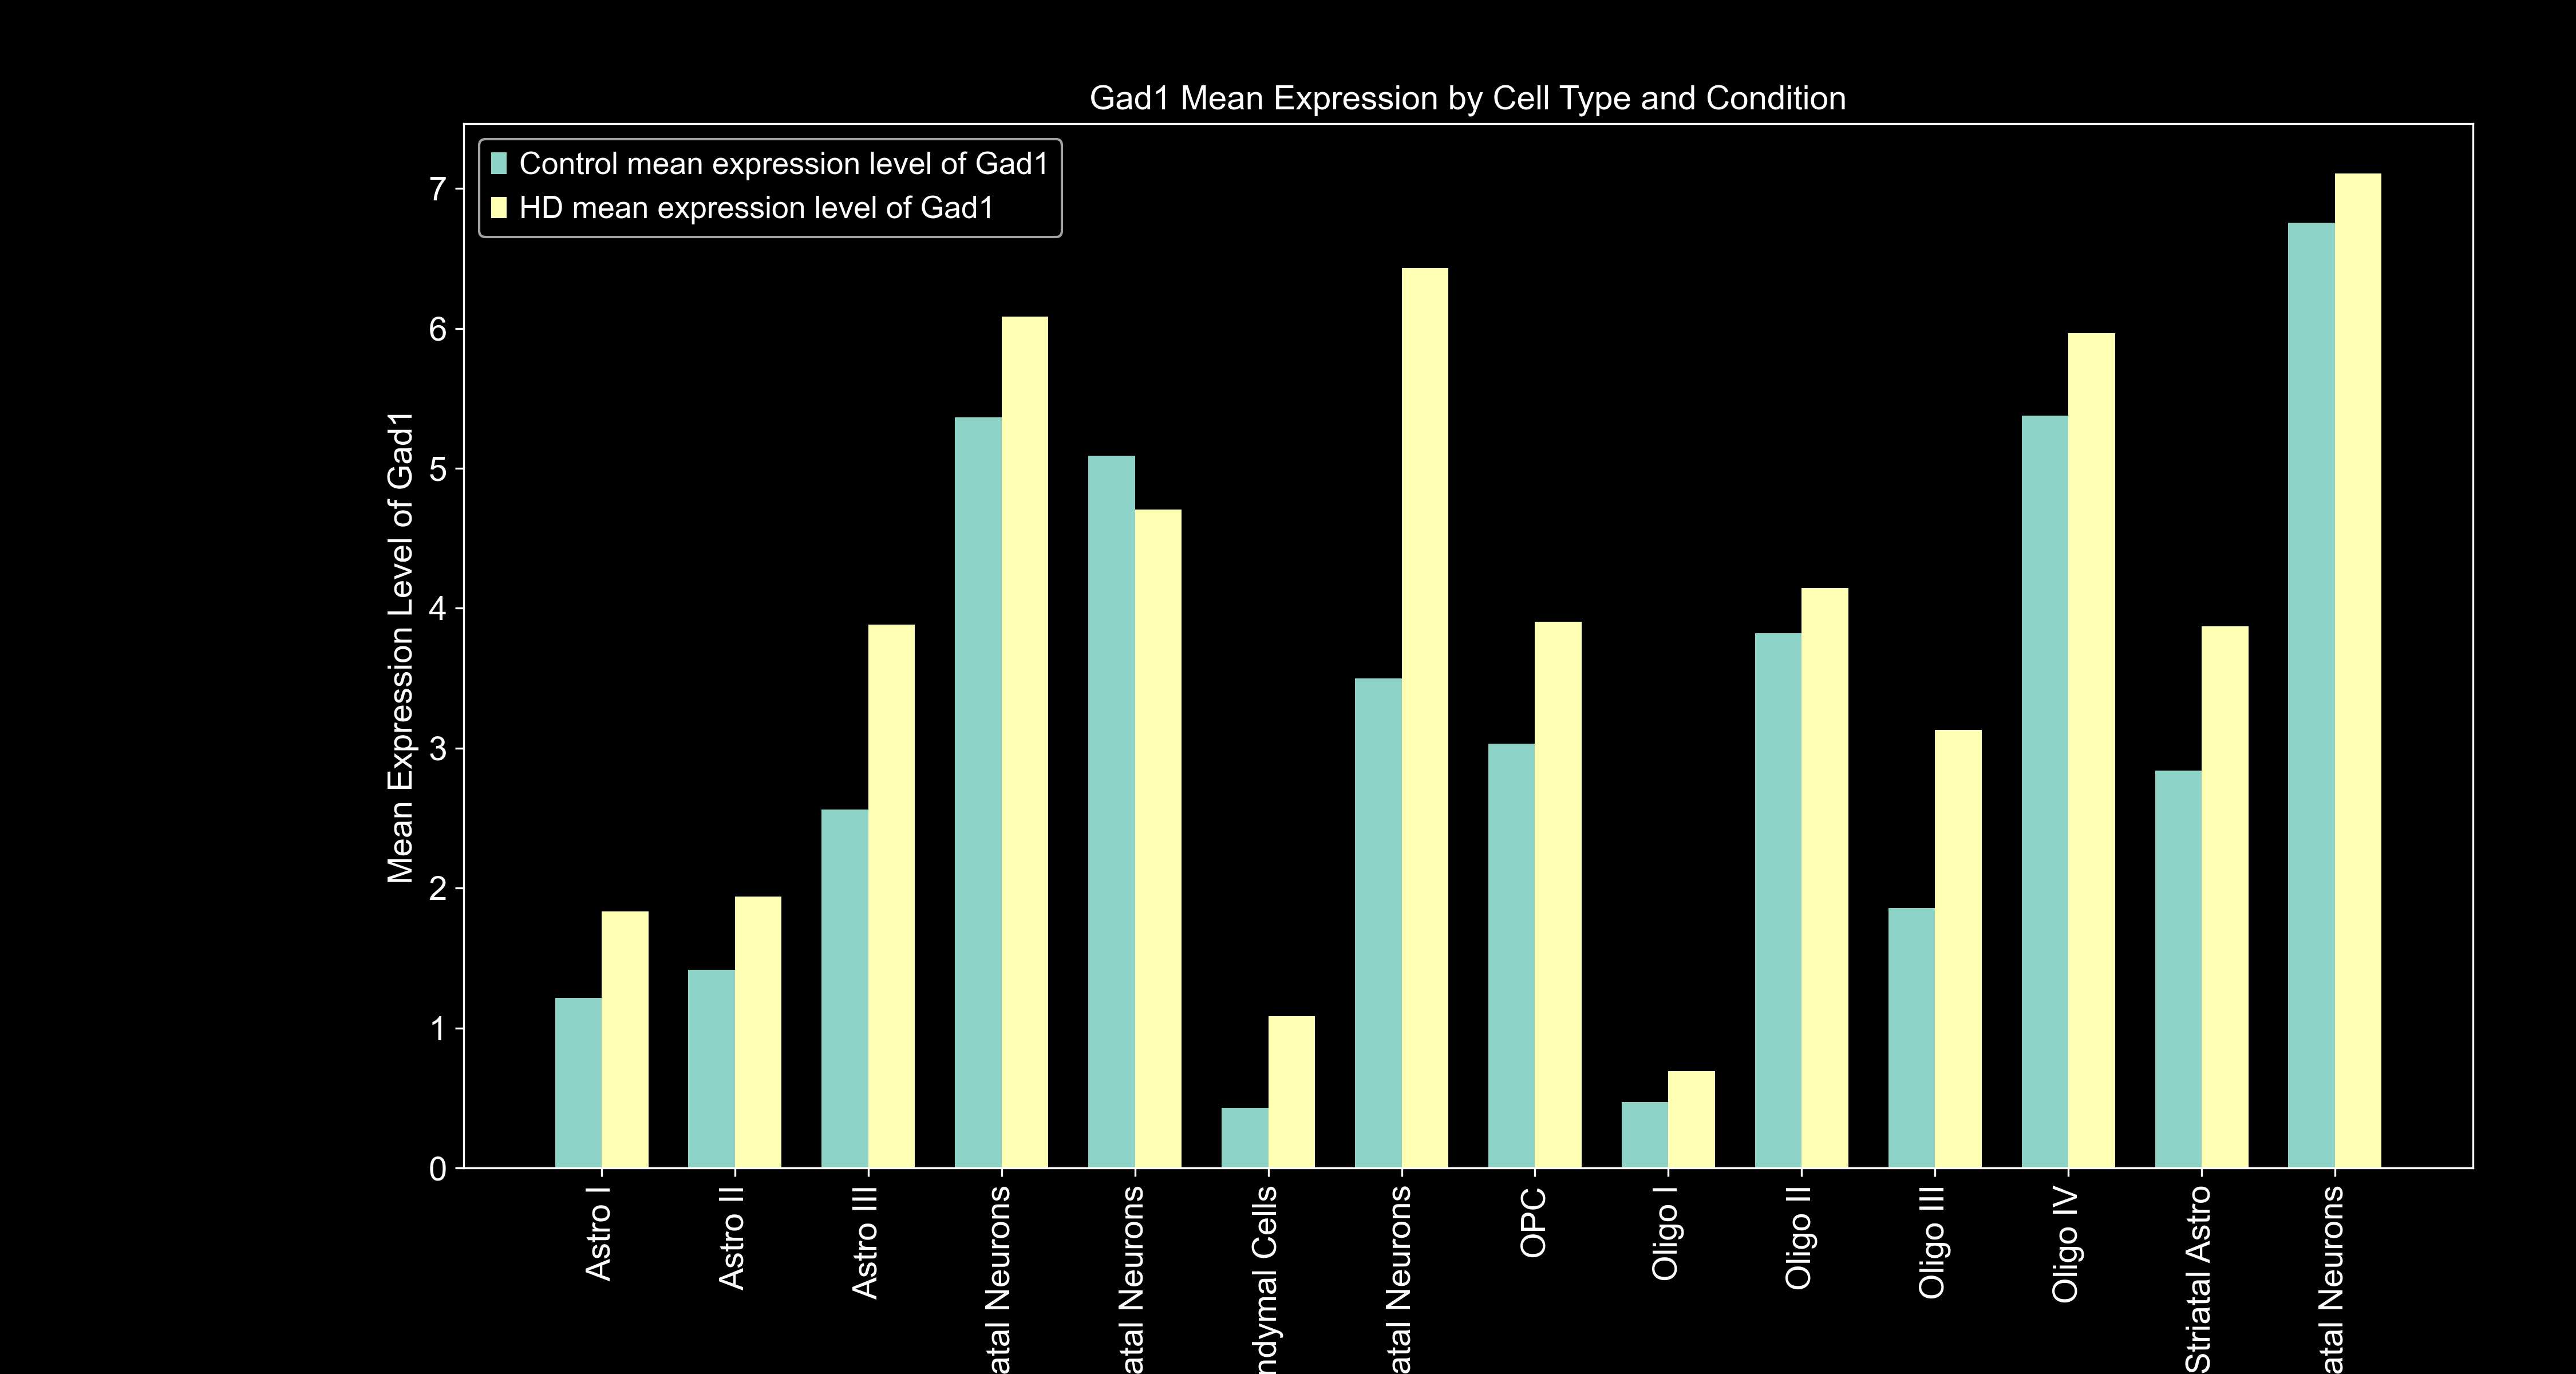 Gad1 Mean Expression by Cell Type and Condition
Control mean expression level of Gad1
HD mean expression level of Gad1
Mean Expression Level of Gad1
7
6
5
4
3
2
1
0
Astro I
Astro II
Astro III
atal Neurons
atal Neurons
ndymal Cells
atal Neurons
OPC
Oligo I
Oligo II
Oligo III
Oligo IV
Striatal Astro
atal Neurons